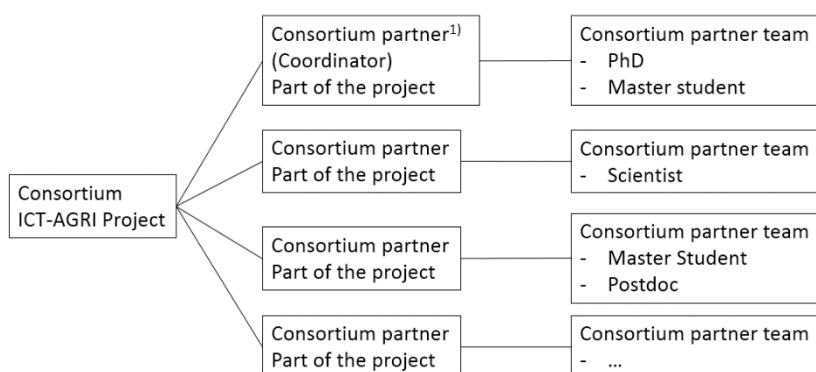 Consortium
ICT-AGRI Project
Consortium partner1)
(Coordinator)
Part of the project
Consortium partner team
- PhD
- Master student
Consortium partner
Part of the project
Consortium partner team
- Scientist
Consortium partner
Part of the project
Consortium partner team
- Master Student
- Postdoc
Consortium partner
Part of the project
Consortium partner team
- ...